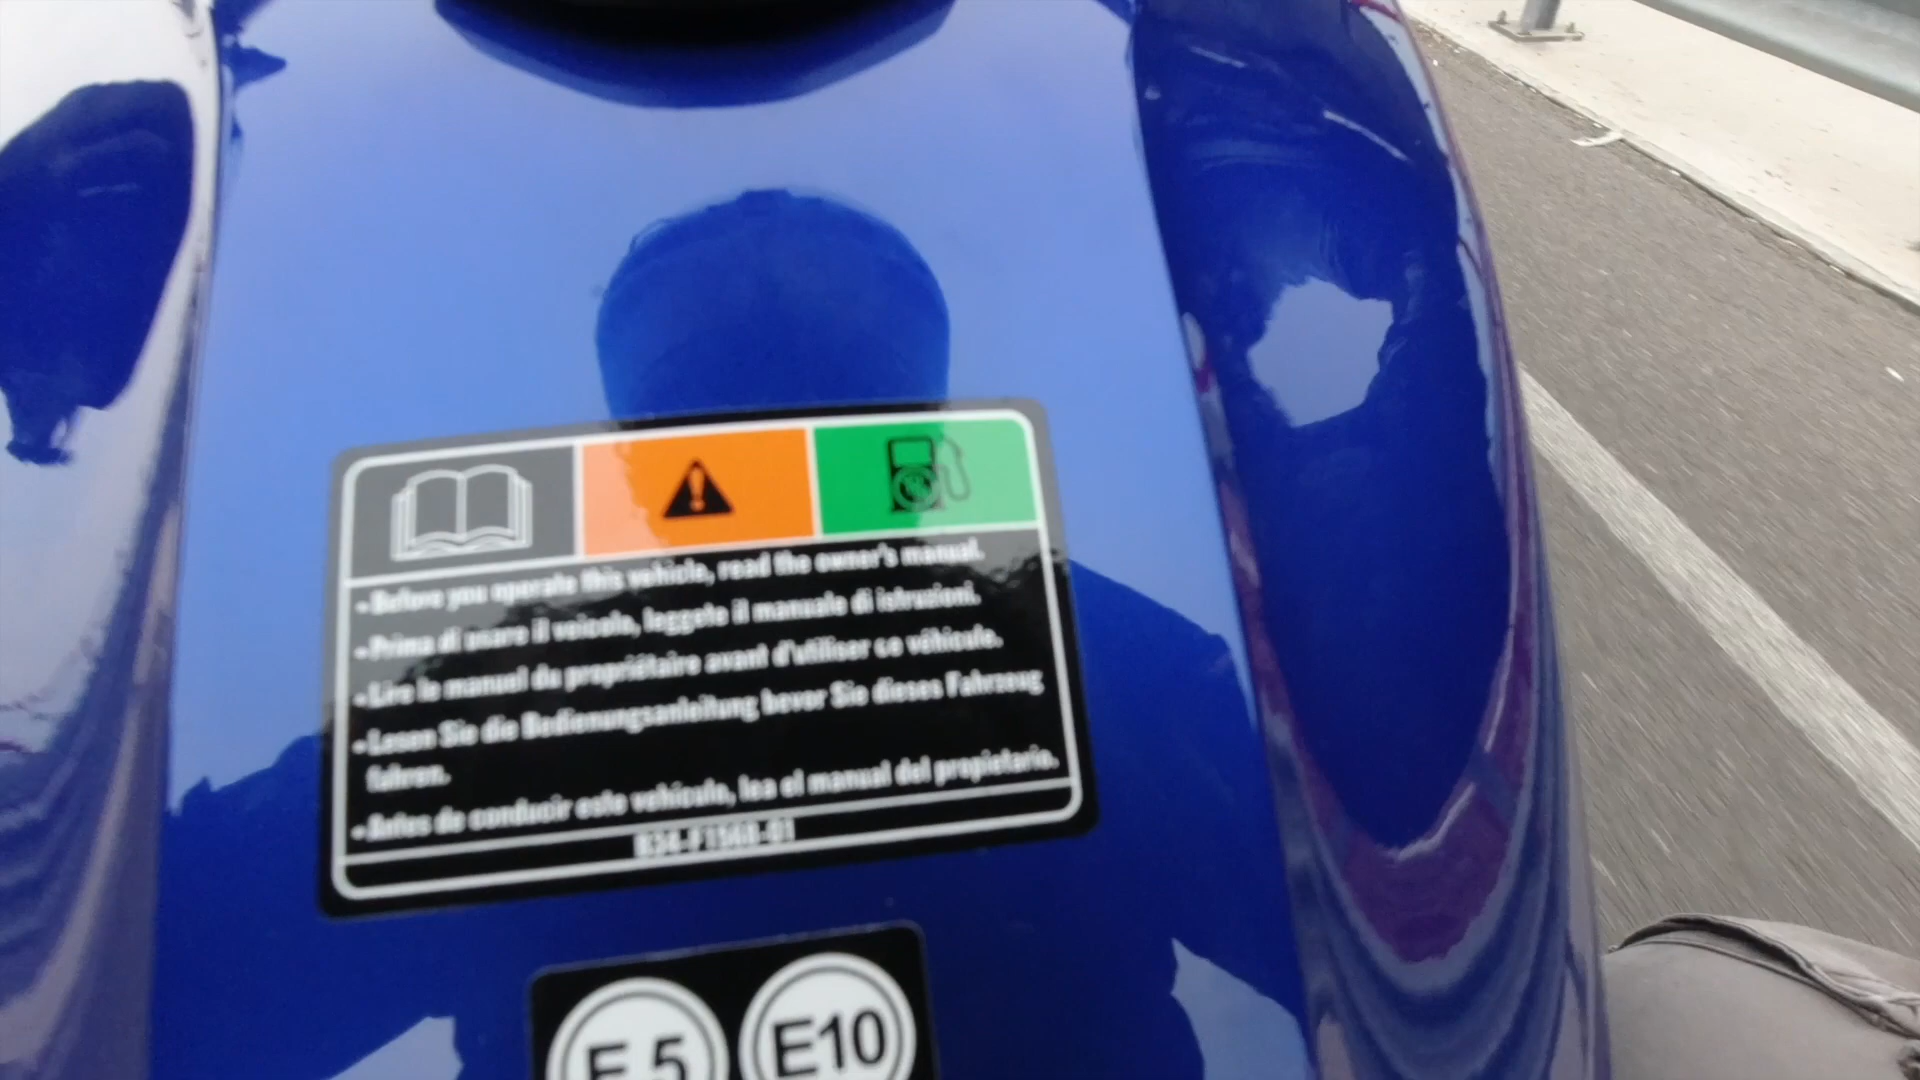 • Before you operate this vehicle, read the owner's manual.
• Prima di usare il veicolo, leggete il manuale di istruzioni.
• Lire le manuel du propriétaire avant d'utiliser ce véhicule.
• Lesen Sie die Bedienungsanleitung bevor Sie dieses Fahrzeug
fahren.
• Antes de conducir este vehículo, lea el manual del propietario.
E5 E10